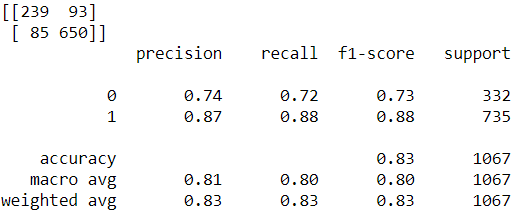 [[239  93]
 [ 85 650]]
              precision    recall  f1-score   support

           0       0.74      0.72      0.73       332
           1       0.87      0.88      0.88       735

    accuracy                           0.83      1067
   macro avg       0.81      0.80      0.80      1067
weighted avg       0.83      0.83      0.83      1067